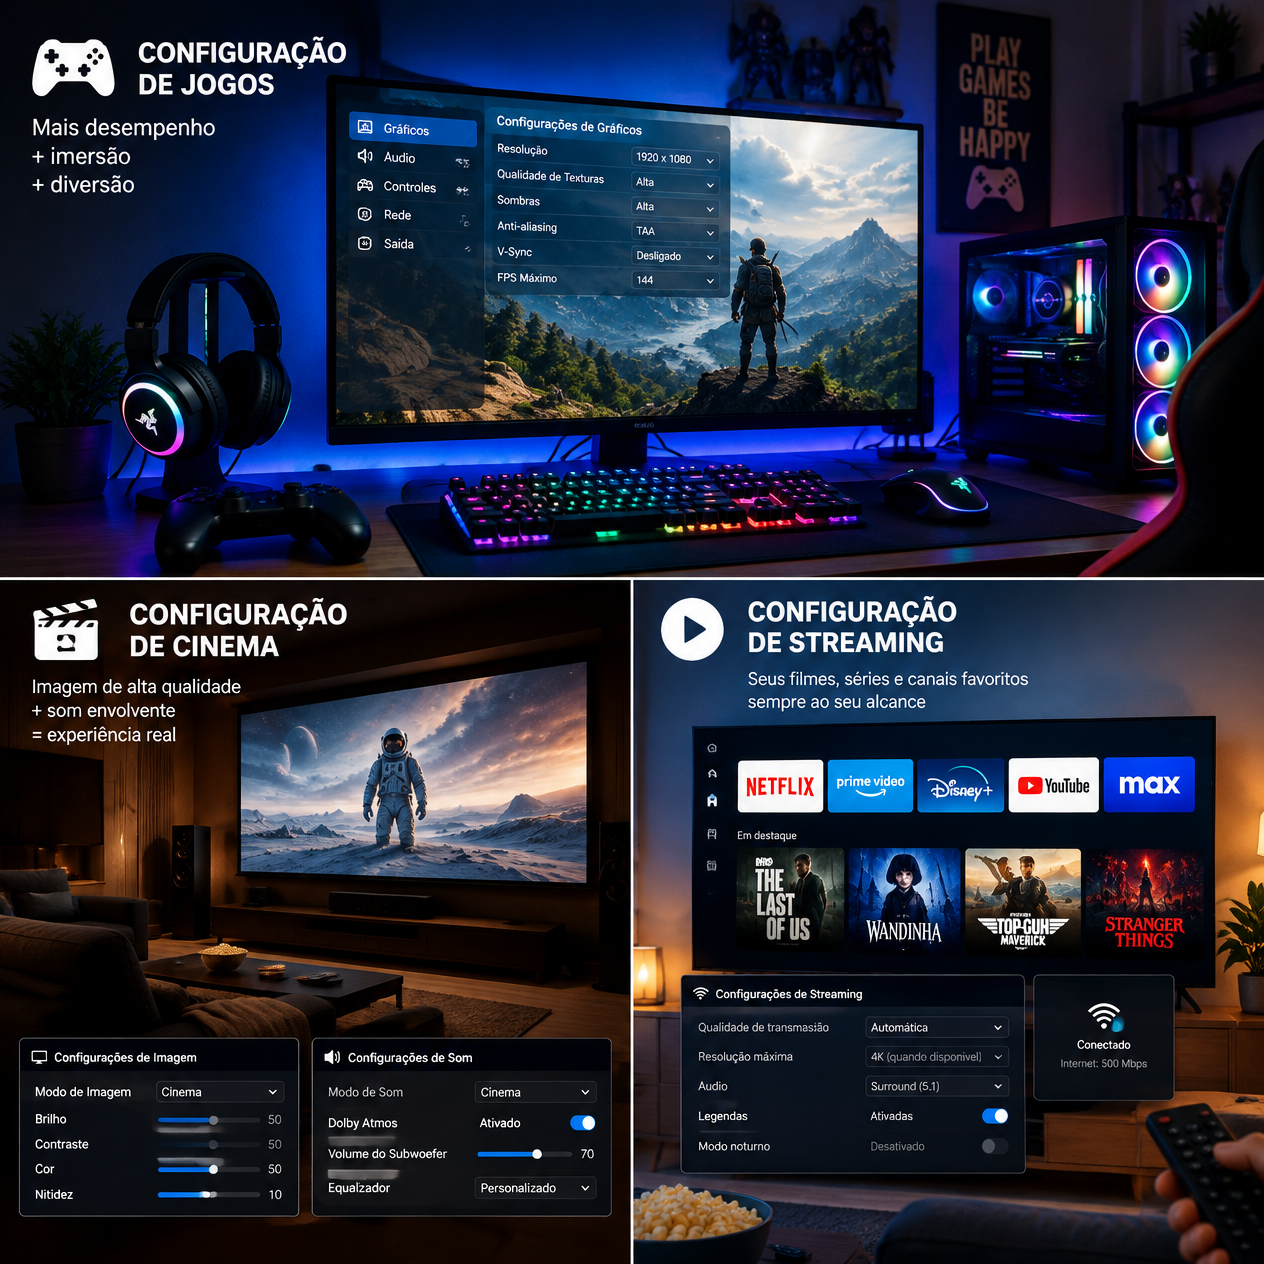 CONFIGURAÇÃO
DE JOGOS
Mais desempenho
+ imersão
+ diversão
Gráficos
Audio
Controles
Rede
Saída
Configurações de Gráficos
Resolução 1920 x 1080
Qualidade de Texturas Alta
Sombras Alta
Anti-aliasing TAA
V-Sync Desligado
FPS Máximo 144
PLAY
GAMES
BE
HAPPY
CONFIGURAÇÃO
DE CINEMA
Imagem de alta qualidade
+ som envolvente
= experiência real
Configurações de Imagem
Modo de Imagem Cinema
Brilho 50
Contraste 50
Cor 50
Nitidez 10
Configurações de Som
Modo de Som Cinema
Dolby Atmos Ativado
Volume do Subwoefer 70
Equalzador Personalizado
CONFIGURAÇÃO
DE STREAMING
Seus filmes, séries e canais favoritos
sempre ao seu alcance
NETFLIX
prime video
Disney+
YouTube
max
Em destaque
THE
LAST
OF US
WANDINHA
TOP-GUN
MAVERICK
STRANGER
THINGS
Configurações de Streaming
Qualidade de transmasião Automática
Resolução máxima 4K (quando disponivel)
Audio Surround (5.1)
Legendas Ativadas
Modo noturno Desativado
Conectado
Internet: 500 Mbps